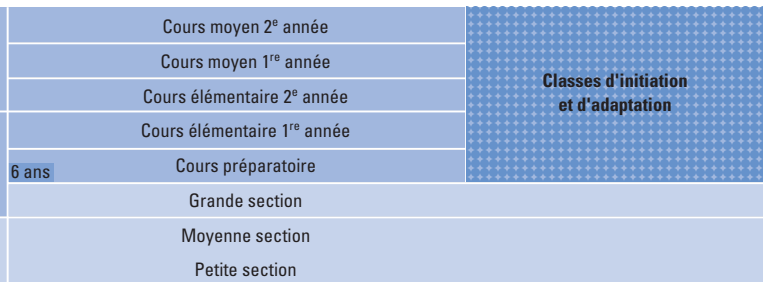 Cours moyen 2e année
Cours moyen 1re année
Cours élémentaire 2e année
Classes d'initiation
et d'adaptation
Cours élémentaire 1re année
6 ans
Cours préparatoire
Grande section
Moyenne section
Petite section